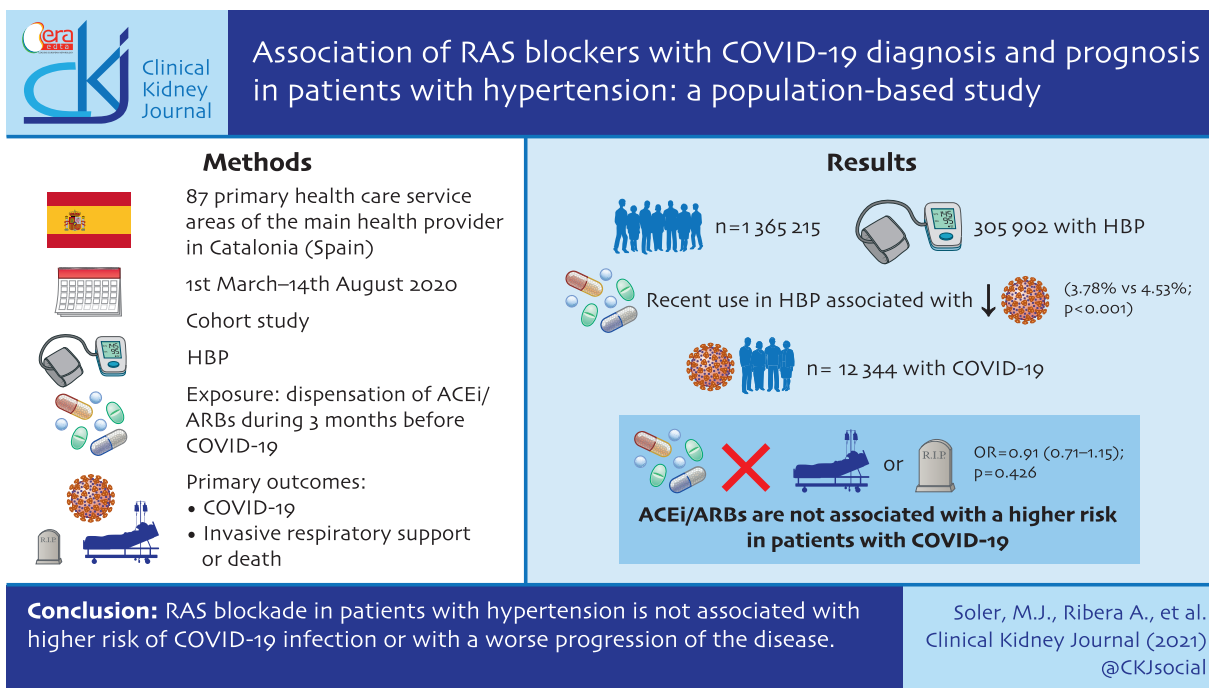 era
edta
ckj
Clinical
Kidney
Journal
Association of RAS blockers with COVID-19 diagnosis and prognosis
in patients with hypertension: a population-based study
Methods
87 primary health care service
areas of the main health provider
in Catalonia (Spain)
1st March–14th August 2020
Cohort study
HBP
Exposure: dispensation of ACEi/
ARBs during 3 months before
COVID-19
Primary outcomes:
• COVID-19
• Invasive respiratory support
or death
R.I.P.
Results
n=1 365 215
305 902 with HBP
Recent use in HBP associated with
(3.78% vs 4.53%;
p<0.001)
n= 12 344 with COVID-19
or
R.I.P.
OR=0.91 (0.71–1.15);
p=0.426
ACEi/ARBs are not associated with a higher risk
in patients with COVID-19
Conclusion: RAS blockade in patients with hypertension is not associated with
higher risk of COVID-19 infection or with a worse progression of the disease.
Soler, M.J., Ribera A., et al.
Clinical Kidney Journal (2021)
@CKJsocial